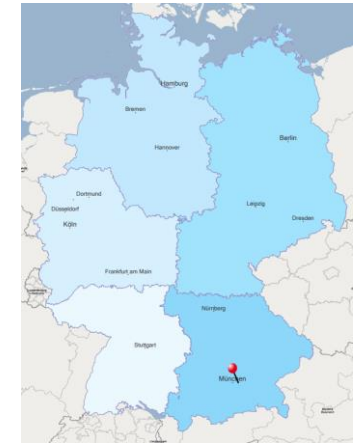 Hamburg
Bremen
Hannover
Berlin
Dortmund
Düsseldorf
Köln
Leipzig
Dresden
Frankfurt am Main
Nürnberg
Stuttgart
München